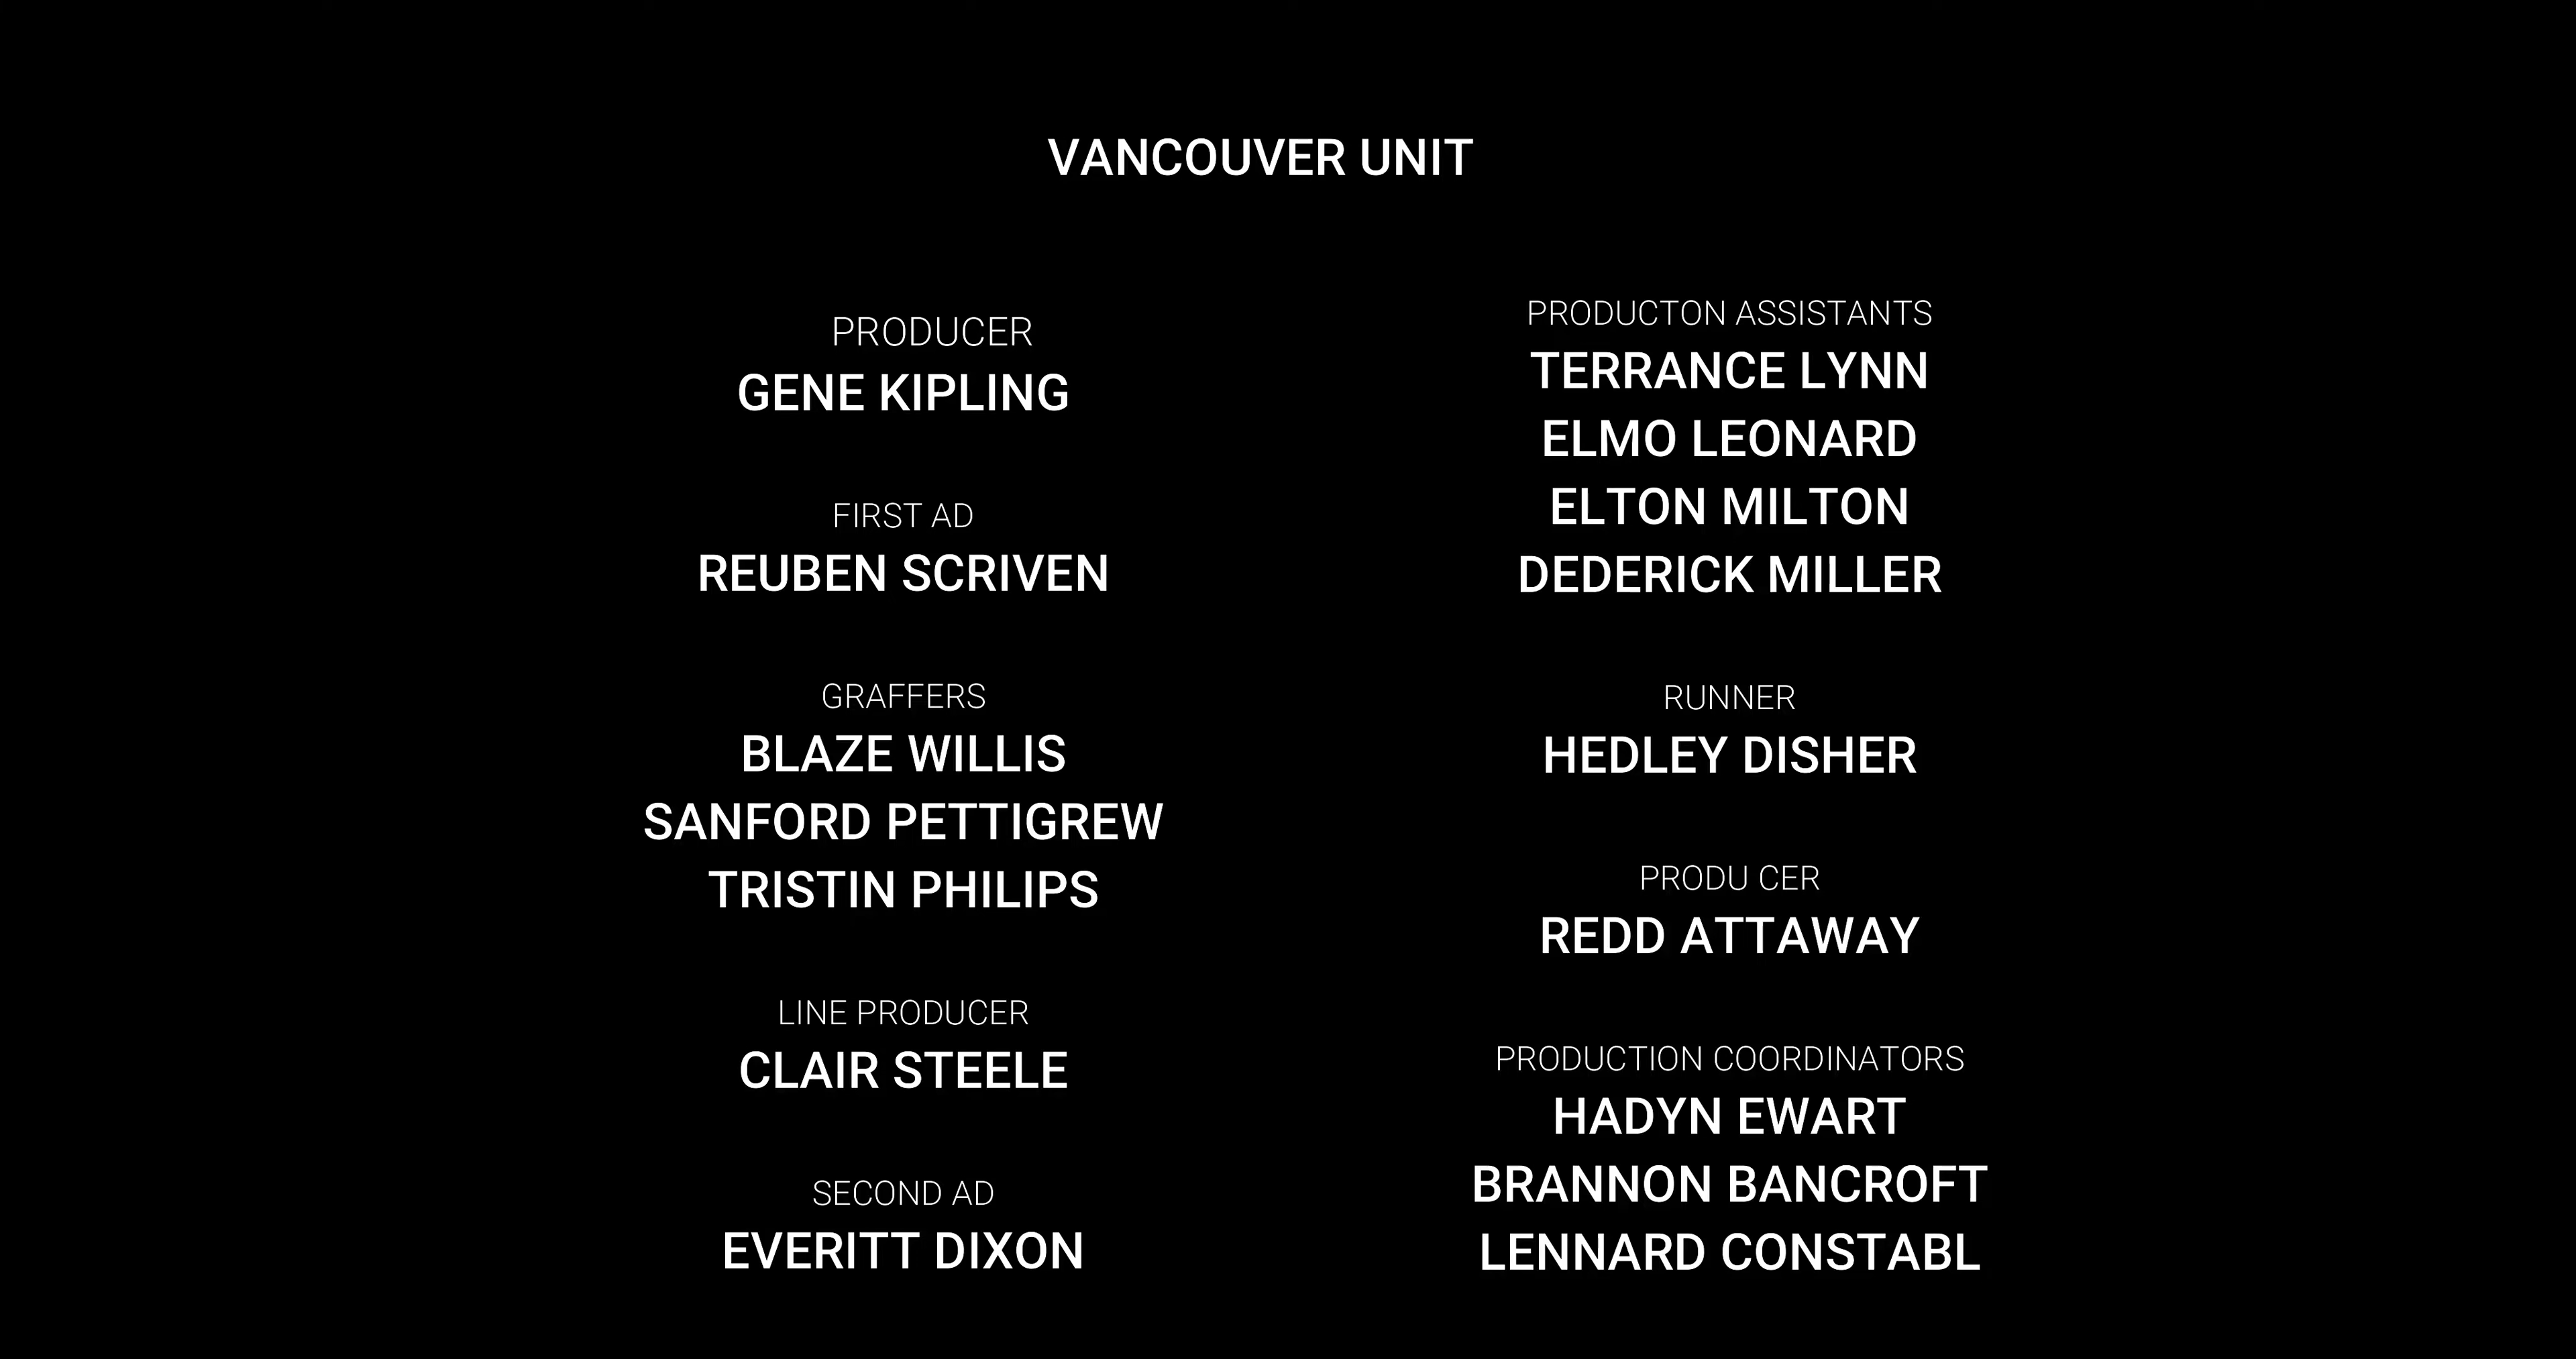 VANCOUVER UNIT
PRODUCER
GENE KIPLING
FIRST AD
REUBEN SCRIVEN
GRAFFERS
BLAZE WILLIS
SANFORD PETTIGREW
TRISTIN PHILIPS
LINE PRODUCER
CLAIR STEELE
SECOND AD
EVERITT DIXON
PRODUCTON ASSISTANTS
TERRANCE LYNN
ELMO LEONARD
ELTON MILTON
DEDERICK MILLER
RUNNER
HEDLEY DISHER
PRODU CER
REDD ATTAWAY
PRODUCTION COORDINATORS
HADYN EWART
BRANNON BANCROFT
LENNARD CONSTABL